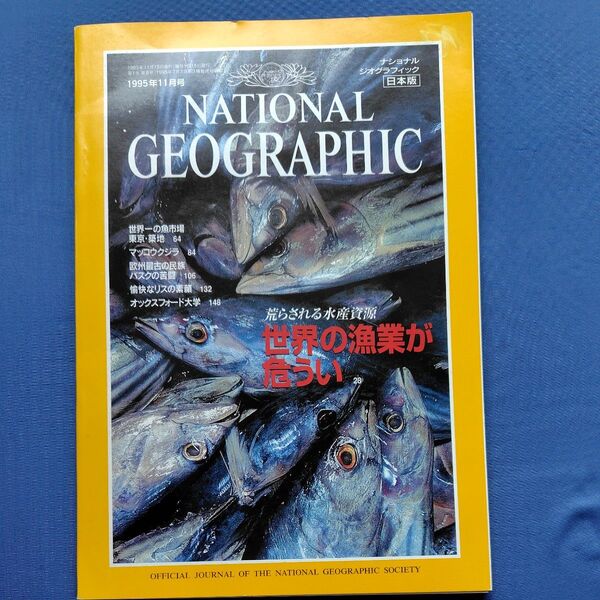 1995年11月号
ナショナル
ジオグラフィック
日本版
NATIONAL
GEOGRAPHIC
世界一の魚市場
東京・築地 64
マッコウクジラ 84
欧州最古の民族
バスクの苦闘 106
愉快なリスの素顔 132
オックスフォード大学 148
荒らされる水産資源
世界の漁業が
危うい 28
OFFICIAL JOURNAL OF THE NATIONAL GEOGRAPHIC SOCIETY